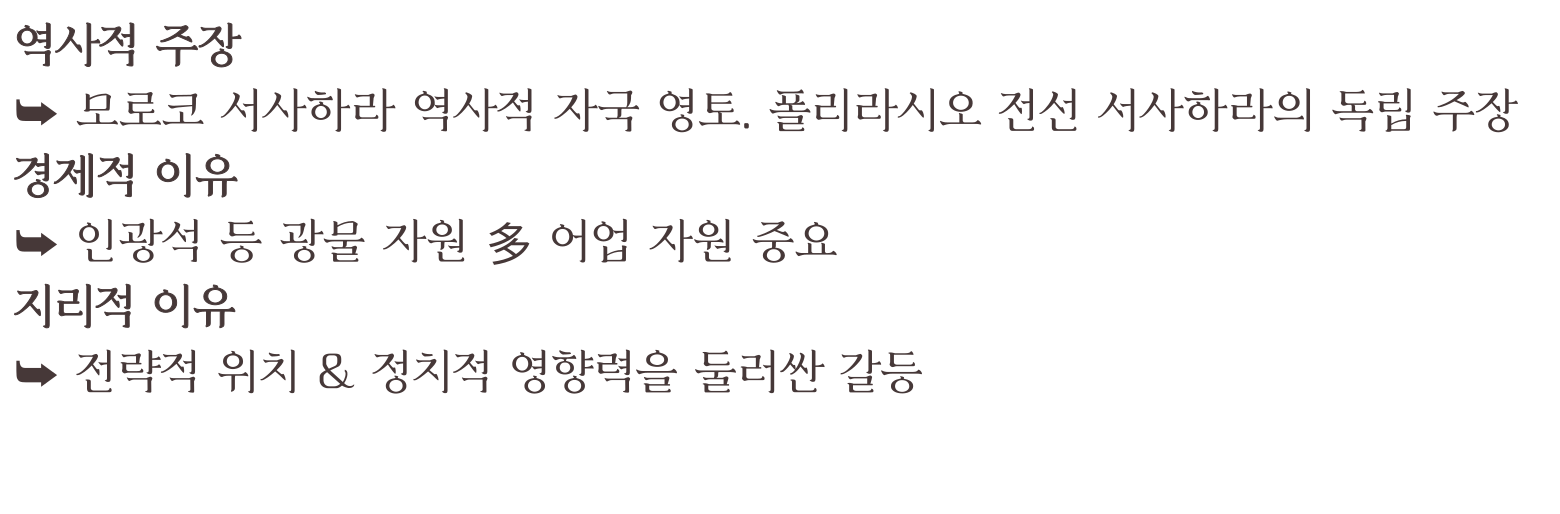 역사적 주장
➥ 모로코 서사하라 역사적 자국 영토. 폴리라시오 전선 서사하라의 독립 주장
경제적 이유
➥ 인광석 등 광물 자원 多 어업 자원 중요
지리적 이유
➥ 전략적 위치 & 정치적 영향력을 둘러싼 갈등